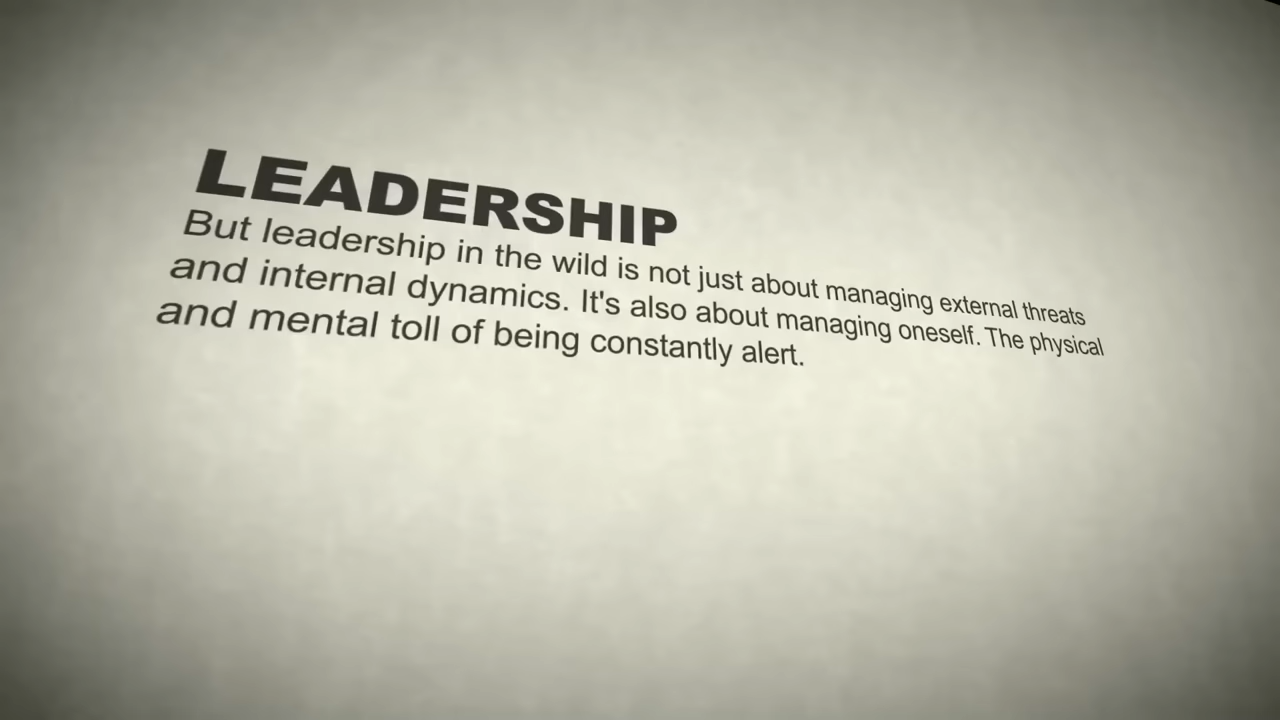 LEADERSHIP
But leadership in the wild is not just about managing external threats
and internal dynamics. It's also about managing oneself. The physical
and mental toll of being constantly alert.